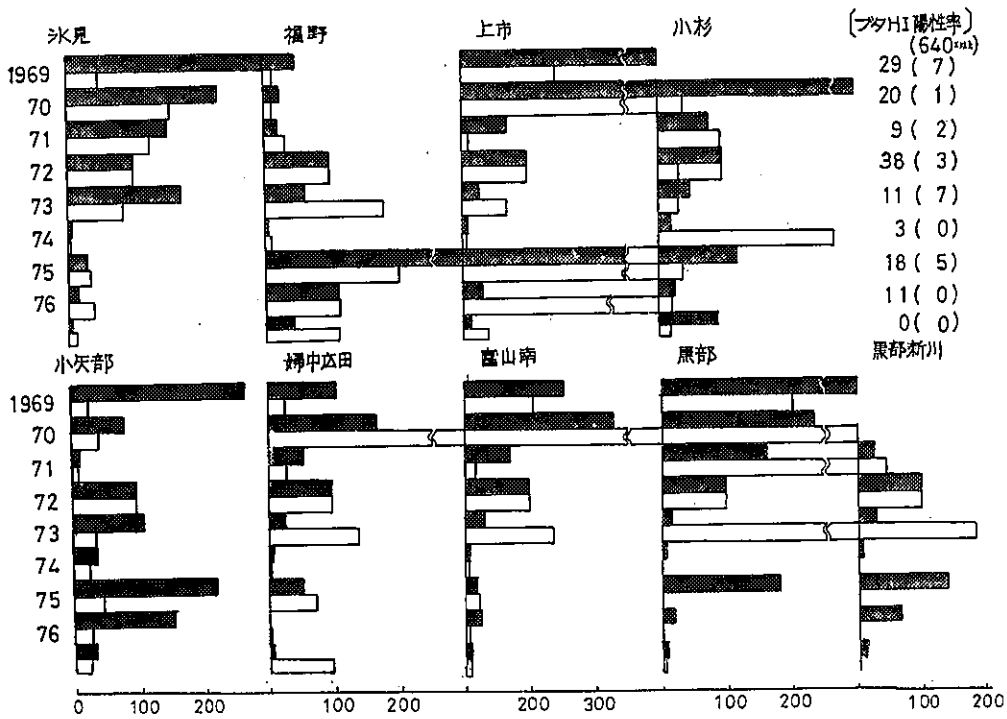 氷見 福野 上市 小杉 〔ブタHI陽性率〕
(640倍以上)
1969 29 ( 7 )
70 20 ( 1 )
71 9 ( 2 )
72 38 ( 3 )
73 11 ( 7 )
74 3 ( 0 )
75 18 ( 5 )
76 11 ( 0 )
0 ( 0 )
小矢部 婦中広田 富山南 黒部 黒部新川
1969
70
71
72
73
74
75
76
0 100 200 100 200 200 300 100 200 0 100 200